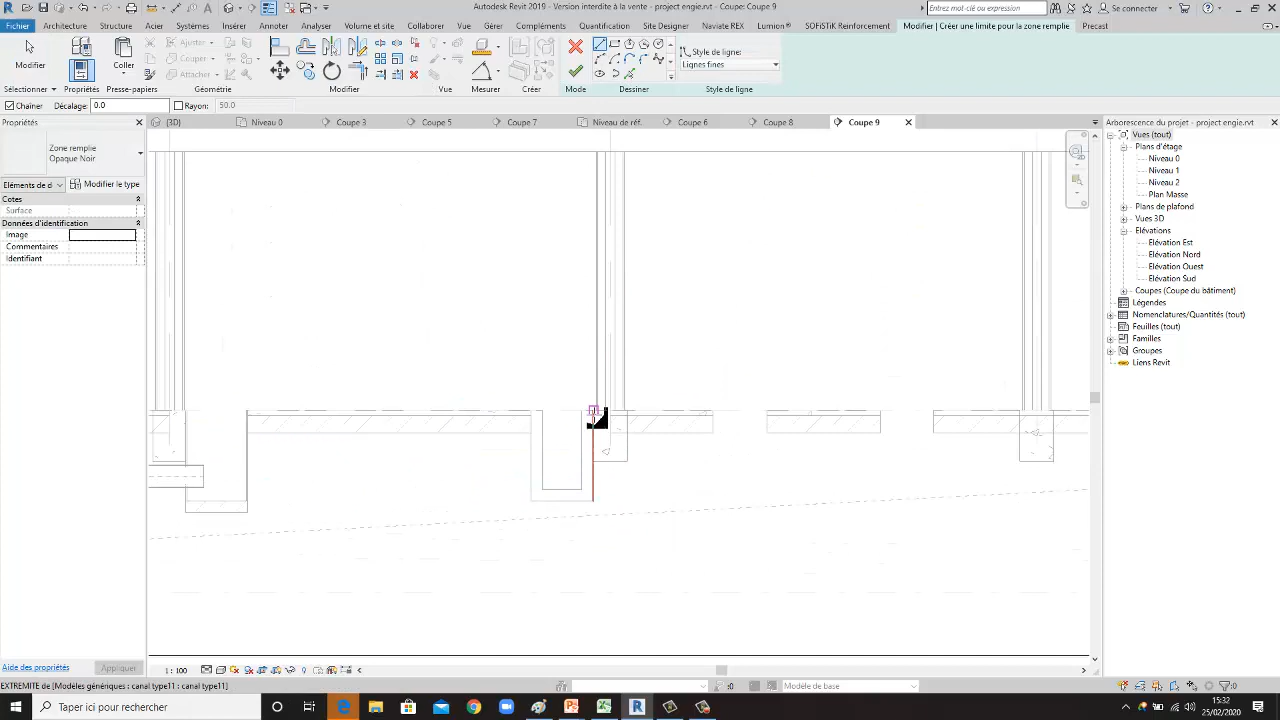 Autodesk Revit 2019 - Version interdite à la vente - project engie.rvt - Coupe: Coupe 9
Entrez mot-clé ou expression
Se connecter
Fichier Architecture Structure Acier Systèmes Insérer Annoter Analyser Volume et site Gérer Compléments Quantification Site Designer Vue BEX Lumion® SOFiSTiK Reinforcement Modifier | Créer une limite pour la zone remplie Precast
Ajuster
Couper
Attacher
Modifier
Coller
Style de ligne:
Lignes fines
Sélectionner Propriétés Presse-papiers Géométrie Modifier Vue Mesurer Créer Mode Dessiner Style de ligne
Chaîner Décalage: 0.0 Rayon: 50.0
Propriétés
{3D} Niveau 0 Coupe 3 Coupe 5 Coupe 7 Niveau de réf. Coupe 6 Coupe 8 Coupe 9
Arborescence du projet - project engie.rvt
Zone remplie
Opaque Noir
Eléments de d Modifier le type
Cotes
Surface
Données d'identification
Image
Commentaires
Identifiant
Vues (tout)
Plans d'étage
Niveau 0
Niveau 1
Niveau 2
Plan Masse
Plans de plafond
Vues 3D
Elévations
Elévation Est
Elévation Nord
Elévation Ouest
Elévation Sud
Coupes (Coupe du bâtiment)
Légendes
Nomenclatures/Quantités (tout)
Feuilles (tout)
Familles
Groupes
Liens Revit
Aide des propriétés Appliquer
1 : 100
EXTREMITE de [Modèles génériques : canal type11 : canal type11]
:0 Modèle de base
:0
Taper ici pour rechercher
15:32
25/02/2020